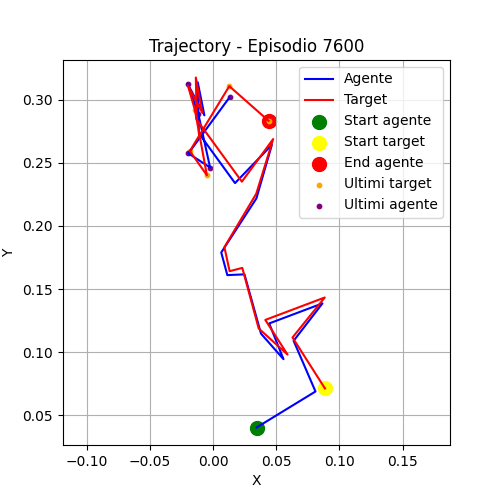 Trajectory - Episodio 7600
Agente
Target
Start agente
Start target
End agente
Ultimi target
Ultimi agente
0.30
0.25
0.20
0.15
0.10
0.05
Y
−0.10 −0.05 0.00 0.05 0.10 0.15
X